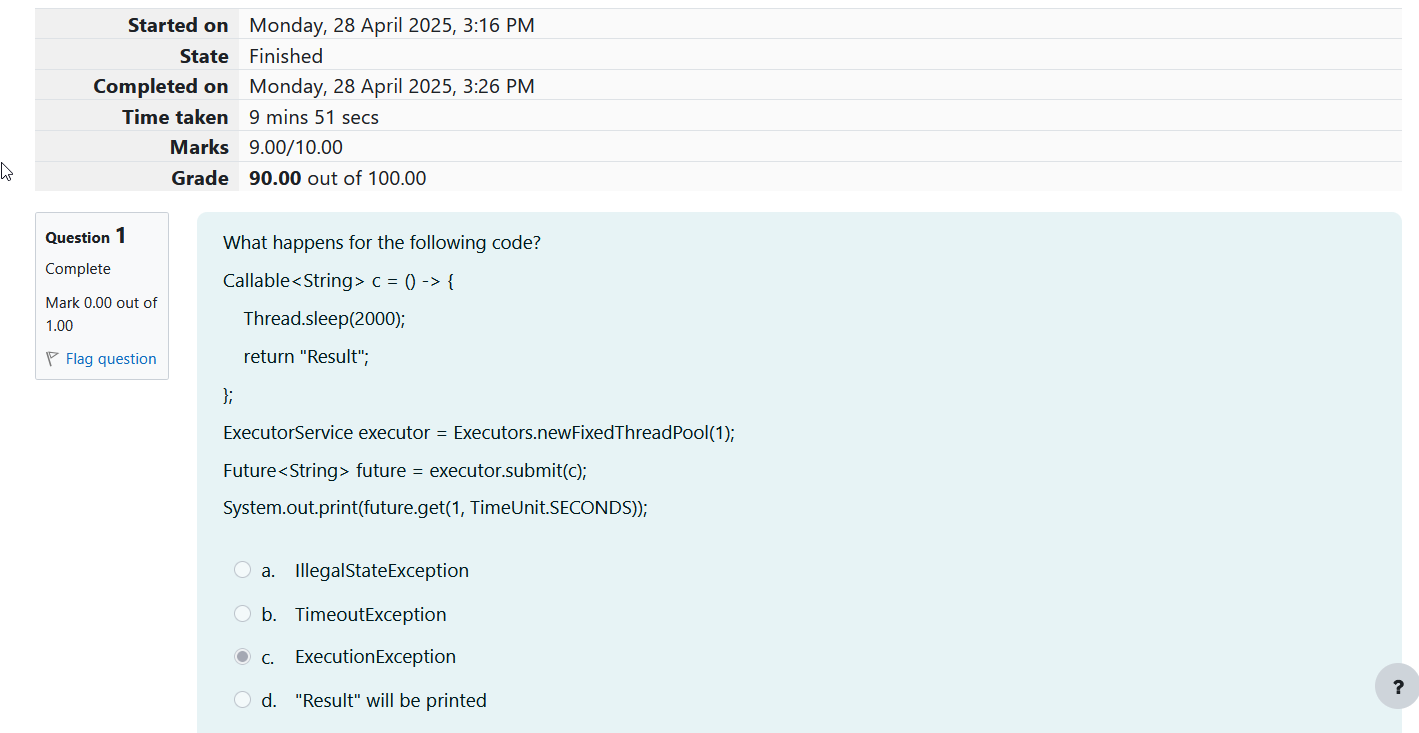 Started on Monday, 28 April 2025, 3:16 PM
State Finished
Completed on Monday, 28 April 2025, 3:26 PM
Time taken 9 mins 51 secs
Marks 9.00/10.00
Grade 90.00 out of 100.00
Question 1
Complete
Mark 0.00 out of
1.00
Flag question
What happens for the following code?
Callable<String> c = () -> {
Thread.sleep(2000);
return "Result";
};
ExecutorService executor = Executors.newFixedThreadPool(1);
Future<String> future = executor.submit(c);
System.out.print(future.get(1, TimeUnit.SECONDS));
a. IllegalStateException
b. TimeoutException
c. ExecutionException
d. "Result" will be printed
?